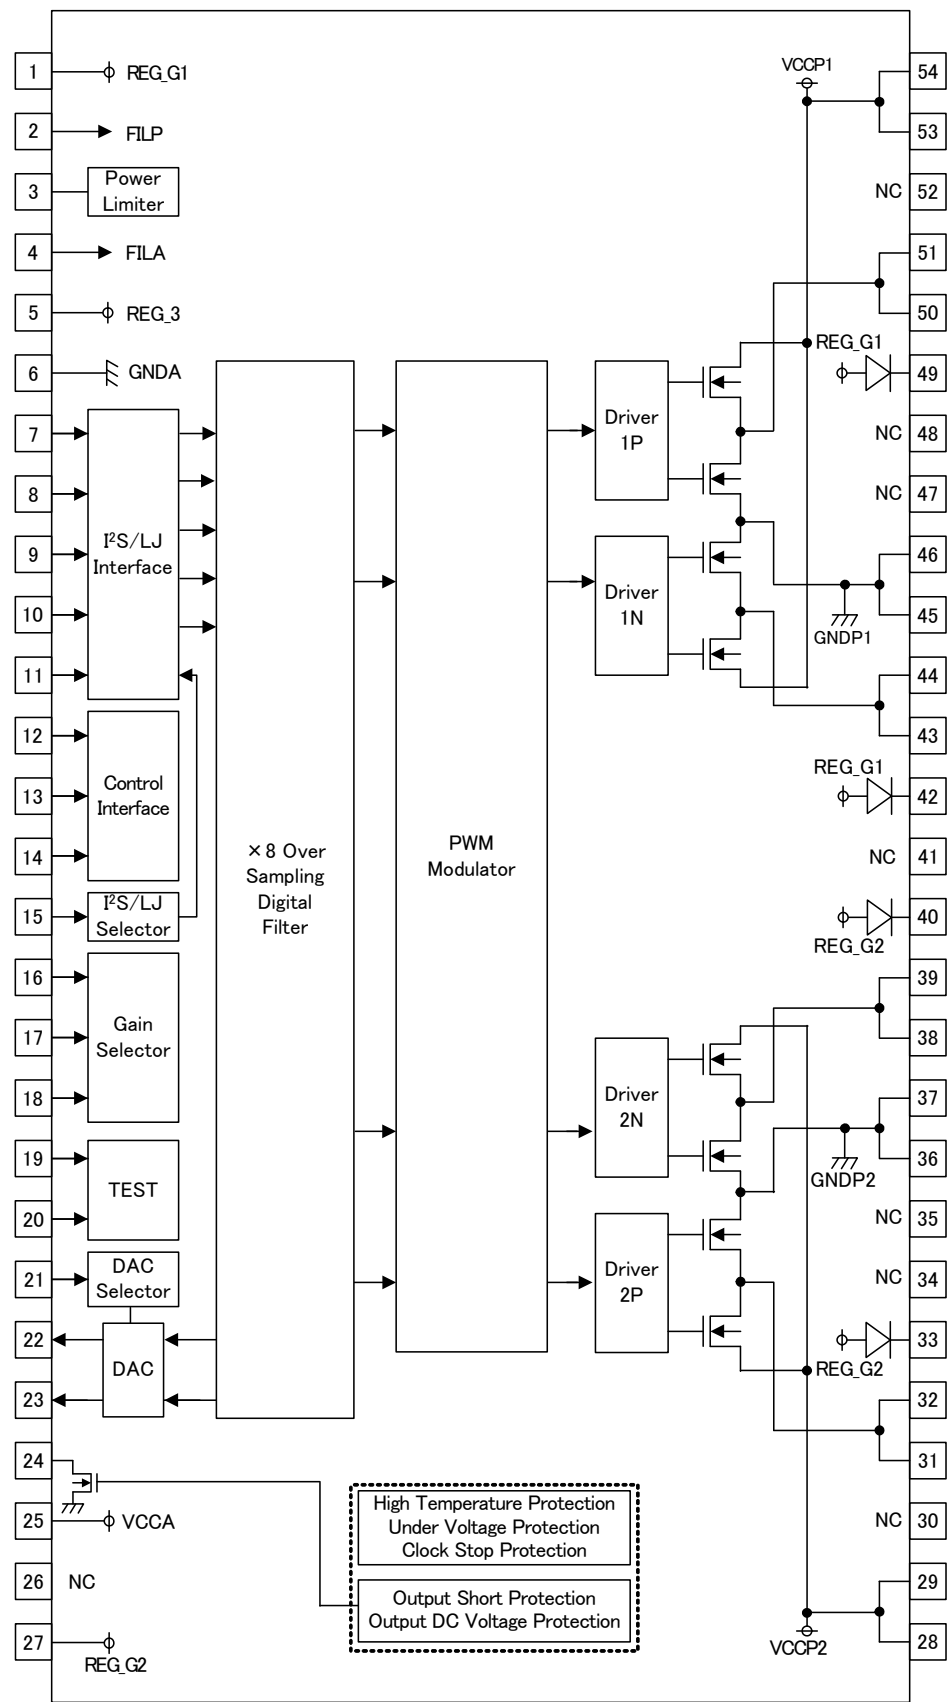 1
REG_G1
2
FILP
3
Power
Limiter
4
FILA
5
REG_3
6
GNDA
7
8
9
10
11
I²S/LJ
Interface
12
13
14
Control
Interface
15
I²S/LJ
Selector
16
17
18
Gain
Selector
19
20
TEST
21
DAC
Selector
22
23
DAC
24
25
VCCA
26
NC
27
REG_G2
×8 Over
Sampling
Digital
Filter
PWM
Modulator
Driver
1P
Driver
1N
Driver
2N
Driver
2P
High Temperature Protection
Under Voltage Protection
Clock Stop Protection
Output Short Protection
Output DC Voltage Protection
VCCP1
54
53
NC
52
51
50
REG_G1
49
NC
48
NC
47
46
45
GNDP1
44
43
REG_G1
42
NC
41
40
REG_G2
39
38
37
36
GNDP2
NC
35
NC
34
33
REG_G2
32
31
NC
30
29
28
VCCP2